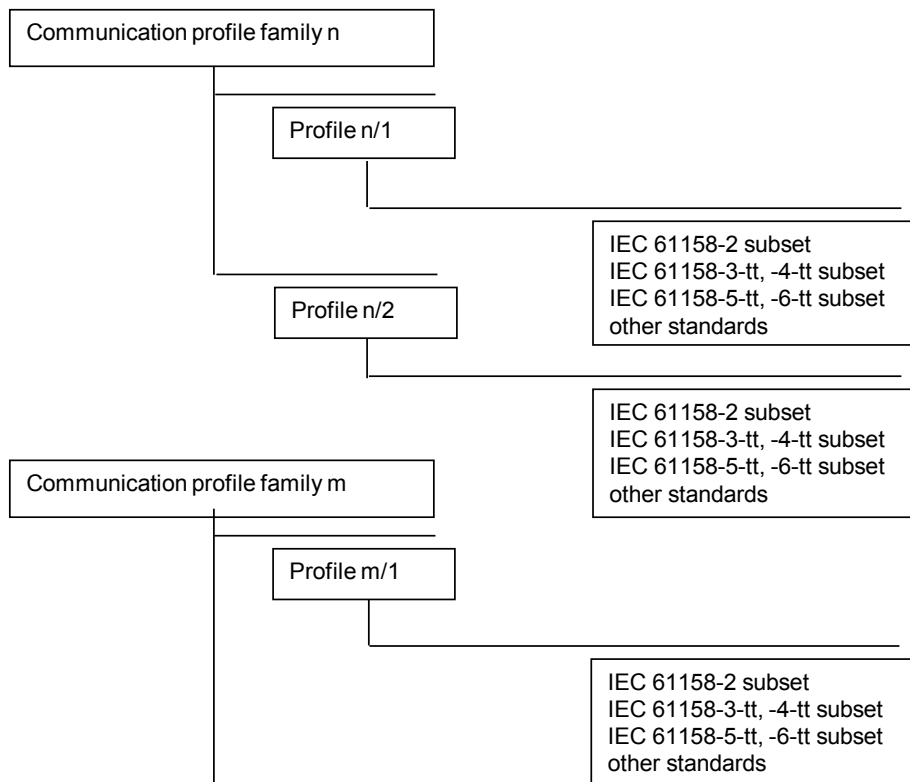 Communication profile family n
Profile n/1
IEC 61158-2 subset
IEC 61158-3-tt, -4-tt subset
IEC 61158-5-tt, -6-tt subset
other standards
Profile n/2
IEC 61158-2 subset
IEC 61158-3-tt, -4-tt subset
IEC 61158-5-tt, -6-tt subset
other standards
Communication profile family m
Profile m/1
IEC 61158-2 subset
IEC 61158-3-tt, -4-tt subset
IEC 61158-5-tt, -6-tt subset
other standards